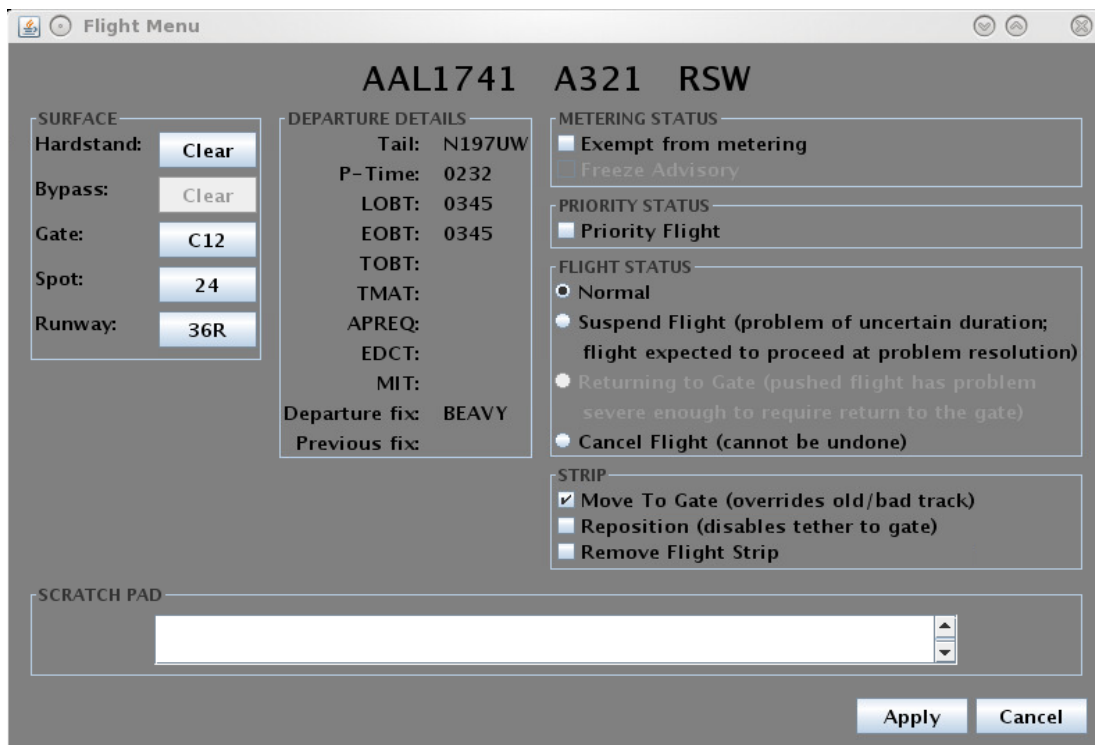 Flight Menu
AAL1741 A321 RSW
SURFACE
Hardstand: Clear
Bypass: Clear
Gate: C12
Spot: 24
Runway: 36R
DEPARTURE DETAILS
Tail: N197UW
P-Time: 0232
LOBT: 0345
EOBT: 0345
TOBT:
TMAT:
APREQ:
EDCT:
MIT:
Departure fix: BEAVY
Previous fix:
METERING STATUS
Exempt from metering
Freeze Advisory
PRIORITY STATUS
Priority Flight
FLIGHT STATUS
Normal
Suspend Flight (problem of uncertain duration;
flight expected to proceed at problem resolution)
Returning to Gate (pushed flight has problem
severe enough to require return to the gate)
Cancel Flight (cannot be undone)
STRIP
Move To Gate (overrides old/bad track)
Reposition (disables tether to gate)
Remove Flight Strip
SCRATCH PAD
Apply Cancel